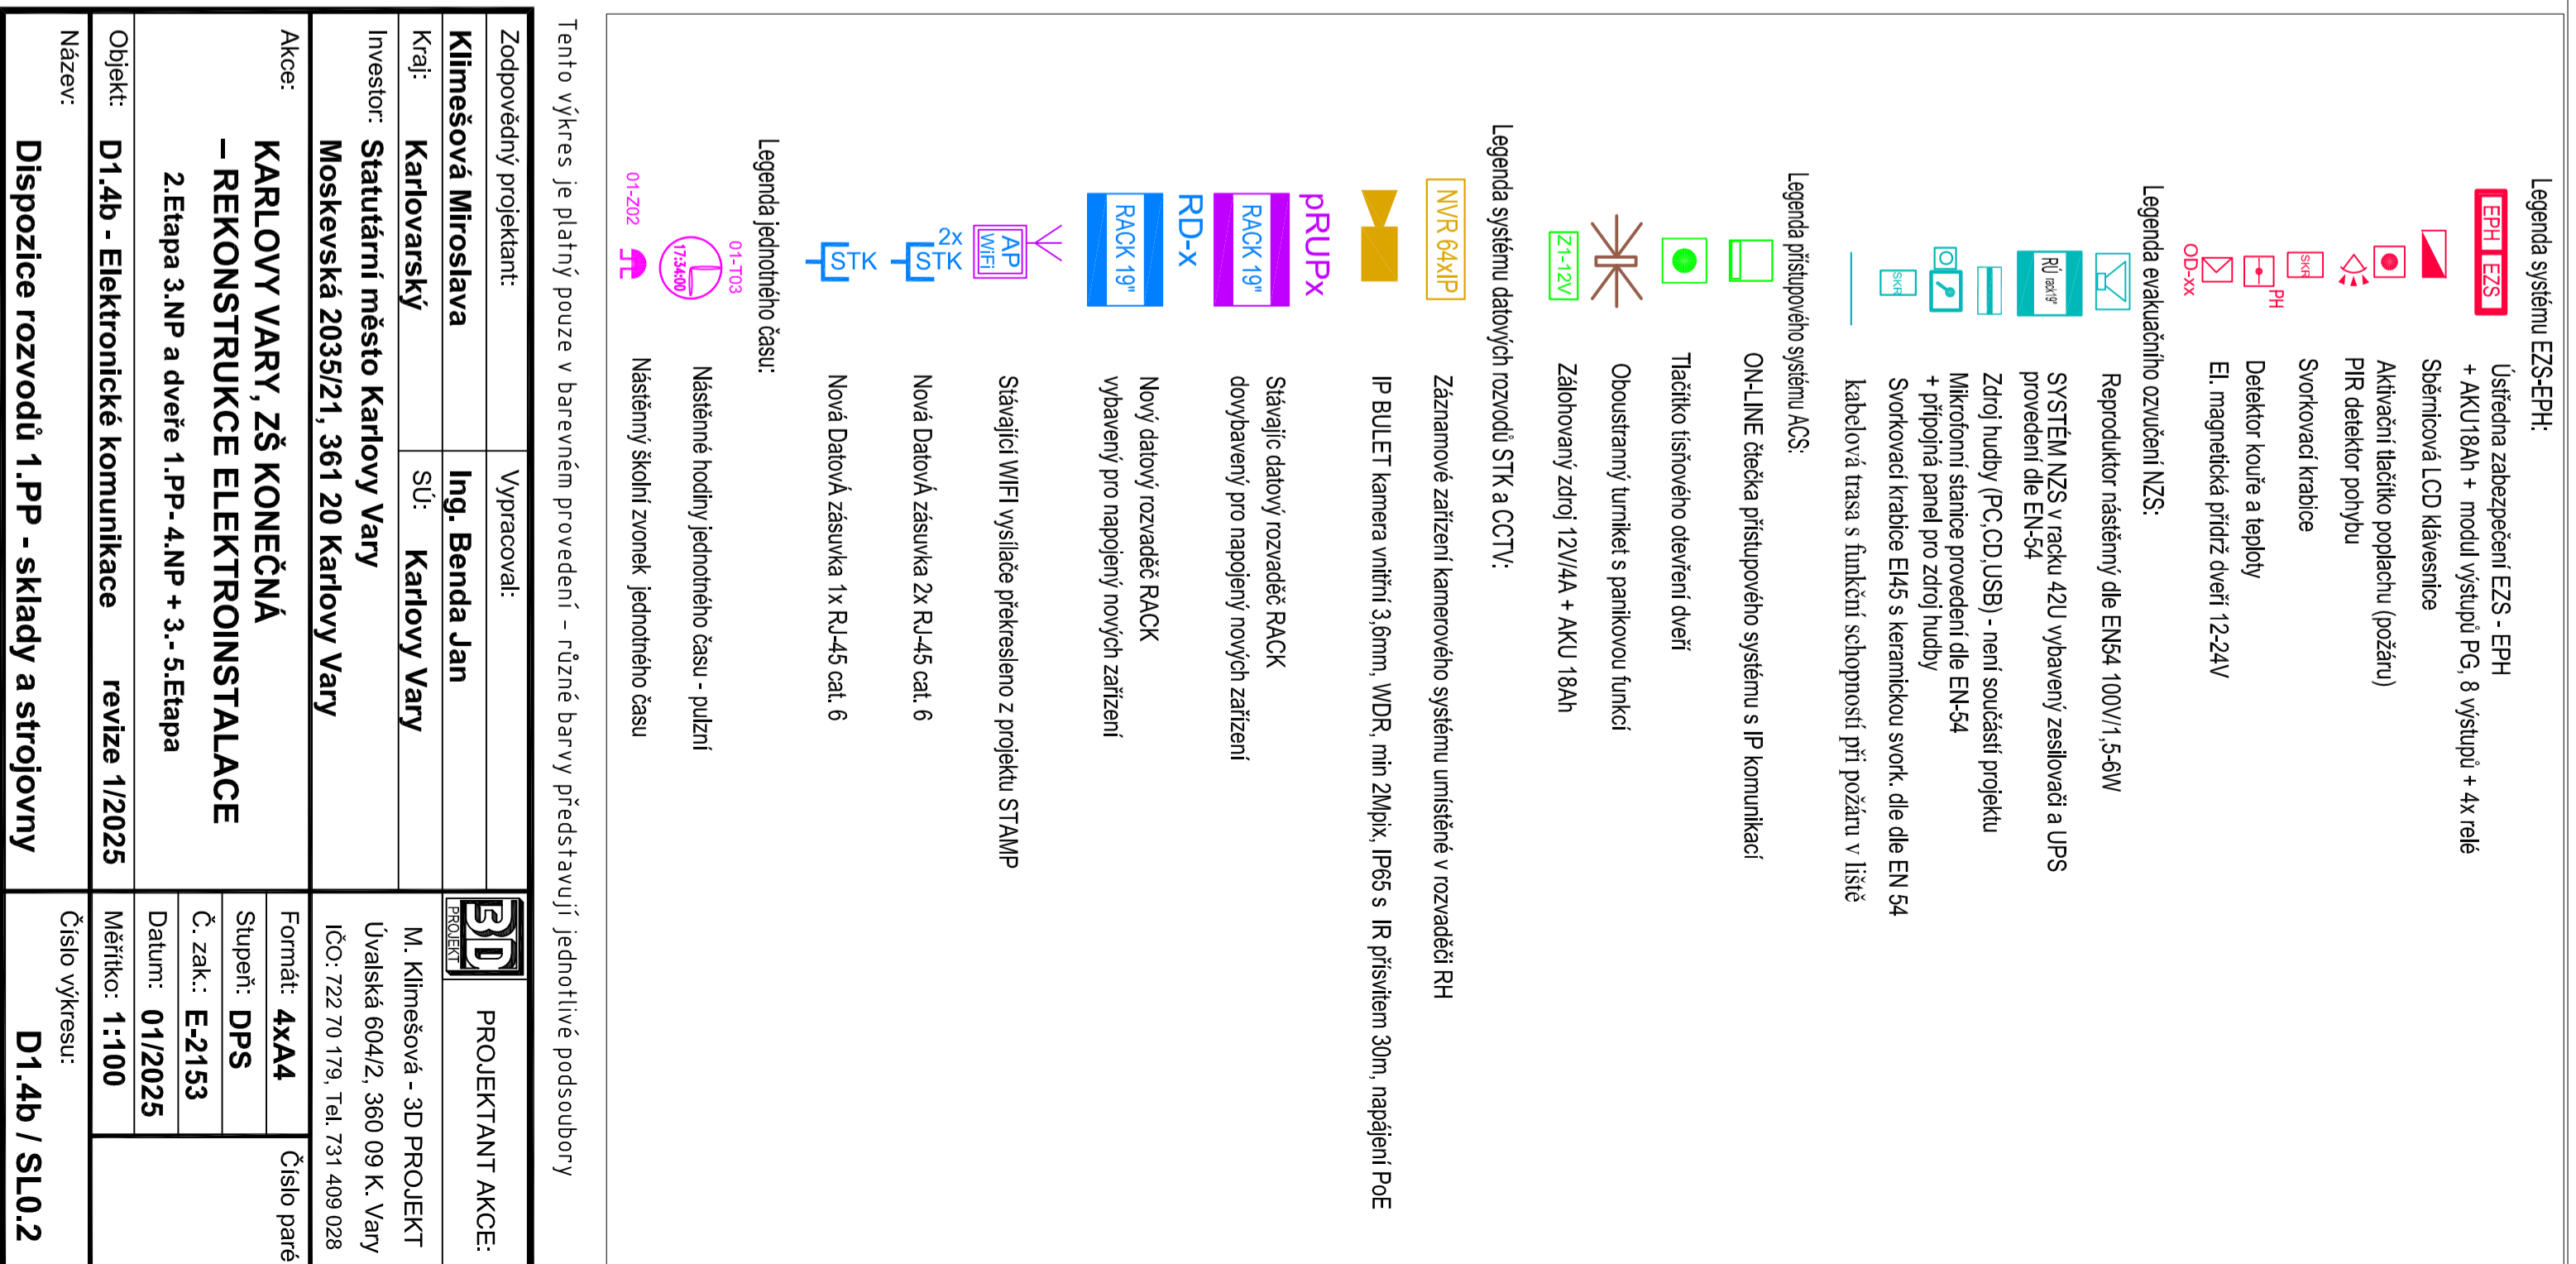 Legenda systému EZS-EPH:
EPH EZS
Ústředna zabezpečení EZS - EPH
+ AKU18Ah + modul výstupů PG, 8 výstupů + 4x relé
Sběrnicová LCD klávesnice
Aktivační tlačítko poplachu (požáru)
PIR detektor pohybu
SKR
Svorkovací krabice
PH
Detektor kouře a teploty
OD-xx
El. magnetická přídrž dveří 12-24V
Legenda evakuačního ozvučení NZS:
Reproduktor nástěnný dle EN54 100V/1,5-6W
RÚ rack19"
SYSTÉM NZS v racku 42U vybavený zesilovači a UPS
provedení dle EN-54
Zdroj hudby (PC,CD,USB) - není součástí projektu
Mikrofonní stanice provedení dle EN-54
+ přípojná panel pro zdroj hudby
SKR
Svorkovací krabice EI45 s keramickou svork. dle dle EN 54
kabelová trasa s funkční schopností při požáru v liště
Legenda přístupového systému ACS:
ON-LINE čtečka přístupového systému s IP komunikací
Tlačítko tísňového otevření dveří
Oboustranný turniket s panikovou funkcí
Z1-12V
Zálohovaný zdroj 12V/4A + AKU 18Ah
Legenda systému datových rozvodů STK a CCTV:
NVR 64xIP
Záznamové zařízení kamerového systému umístěné v rozvaděči RH
IP BULET kamera vnitřní 3,6mm, WDR, min 2Mpix, IP65 s IR přísvitem 30m, napájení PoE
pRUPx
RACK 19"
Stávajíc datový rozvaděč RACK
dovybavený pro napojený nových zařízení
RD-x
RACK 19"
Nový datový rozvaděč RACK
vybavený pro napojený nových zařízení
AP
WiFi
Stávající WIFI vysílače překresleno z projektu STAMP
2x
STK
Nová DatovÁ zásuvka 2x RJ-45 cat. 6
STK
Nová DatovÁ zásuvka 1x RJ-45 cat. 6
Legenda jednotného času:
01-T03
17:34:00
Nástěnné hodiny jednotného času - pulzní
01-Z02
Nástěnný školní zvonek jednotného času
Tento výkres je platný pouze v barevném provedení - různé barvy představují jednotlivé podsoubory
Zodpovědný projektant:
Klimešová Miroslava
Vypracoval:
Ing. Benda Jan
3D
PROJEKT
PROJEKTANT AKCE:
Kraj: Karlovarský
SÚ: Karlovy Vary
M. Klimešová - 3D PROJEKT
Úvalská 604/2, 360 09 K. Vary
IČO: 722 70 179, Tel. 731 409 028
Investor: Statutární město Karlovy Vary
Moskevská 2035/21, 361 20 Karlovy Vary
Akce: KARLOVY VARY, ZŠ KONEČNÁ
– REKONSTRUKCE ELEKTROINSTALACE
2.Etapa 3.NP a dveře 1.PP- 4.NP + 3.- 5.Etapa
Formát: 4xA4
Stupeň: DPS
Č. zak.: E-2153
Datum: 01/2025
Měřítko: 1:100
Číslo paré
Objekt: D1.4b - Elektronické komunikace revize 1/2025
Název:
Dispozice rozvodů 1.PP - sklady a strojovny
Číslo výkresu:
D1.4b / SL0.2